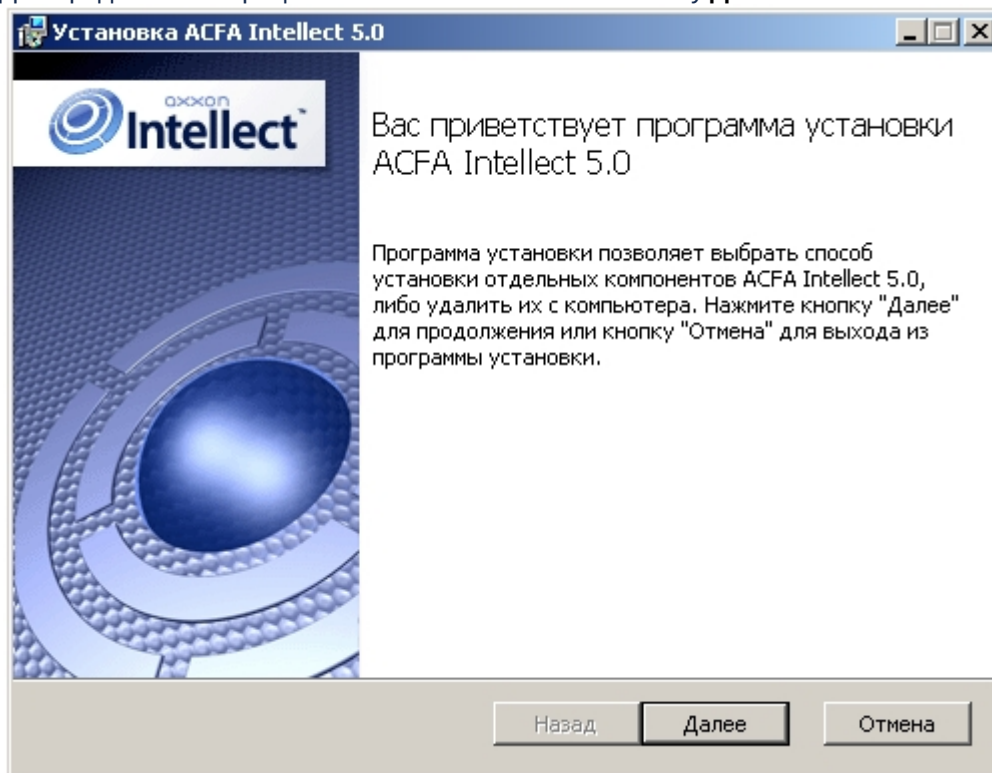 Установка ACFA Intellect 5.0
axxon
Intellect™
Вас приветствует программа установки
ACFA Intellect 5.0
Программа установки позволяет выбрать способ
установки отдельных компонентов ACFA Intellect 5.0,
либо удалить их с компьютера. Нажмите кнопку "Далее"
для продолжения или кнопку "Отмена" для выхода из
программы установки.
Назад
Далее
Отмена